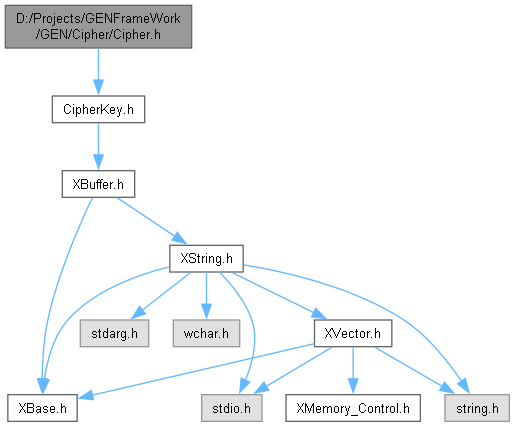 D:/Projects/GENFrameWork
/GEN/Cipher/Cipher.h
CipherKey.h
XBuffer.h
XString.h
stdarg.h
wchar.h
XVector.h
XBase.h
stdio.h
XMemory_Control.h
string.h